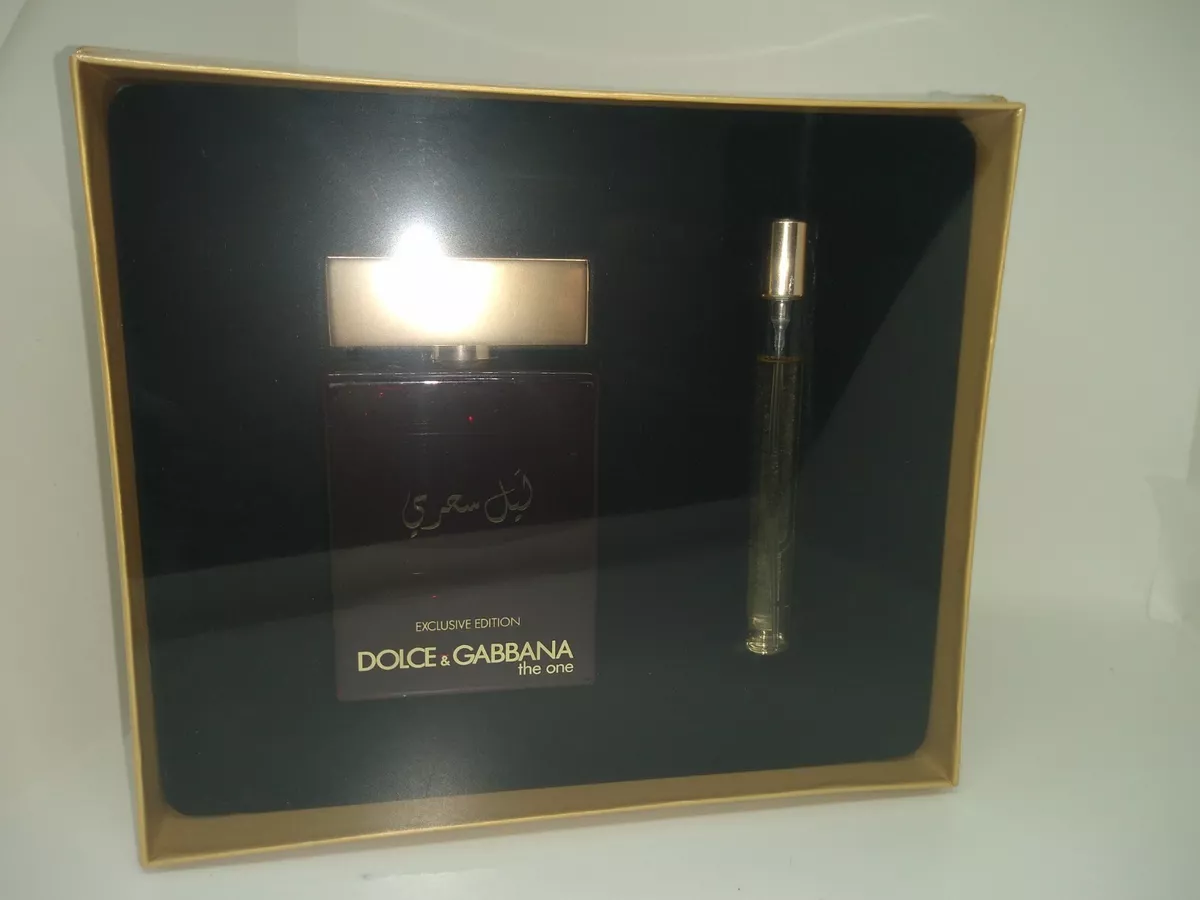 ليل سحري
EXCLUSIVE EDITION
DOLCE & GABBANA
the one